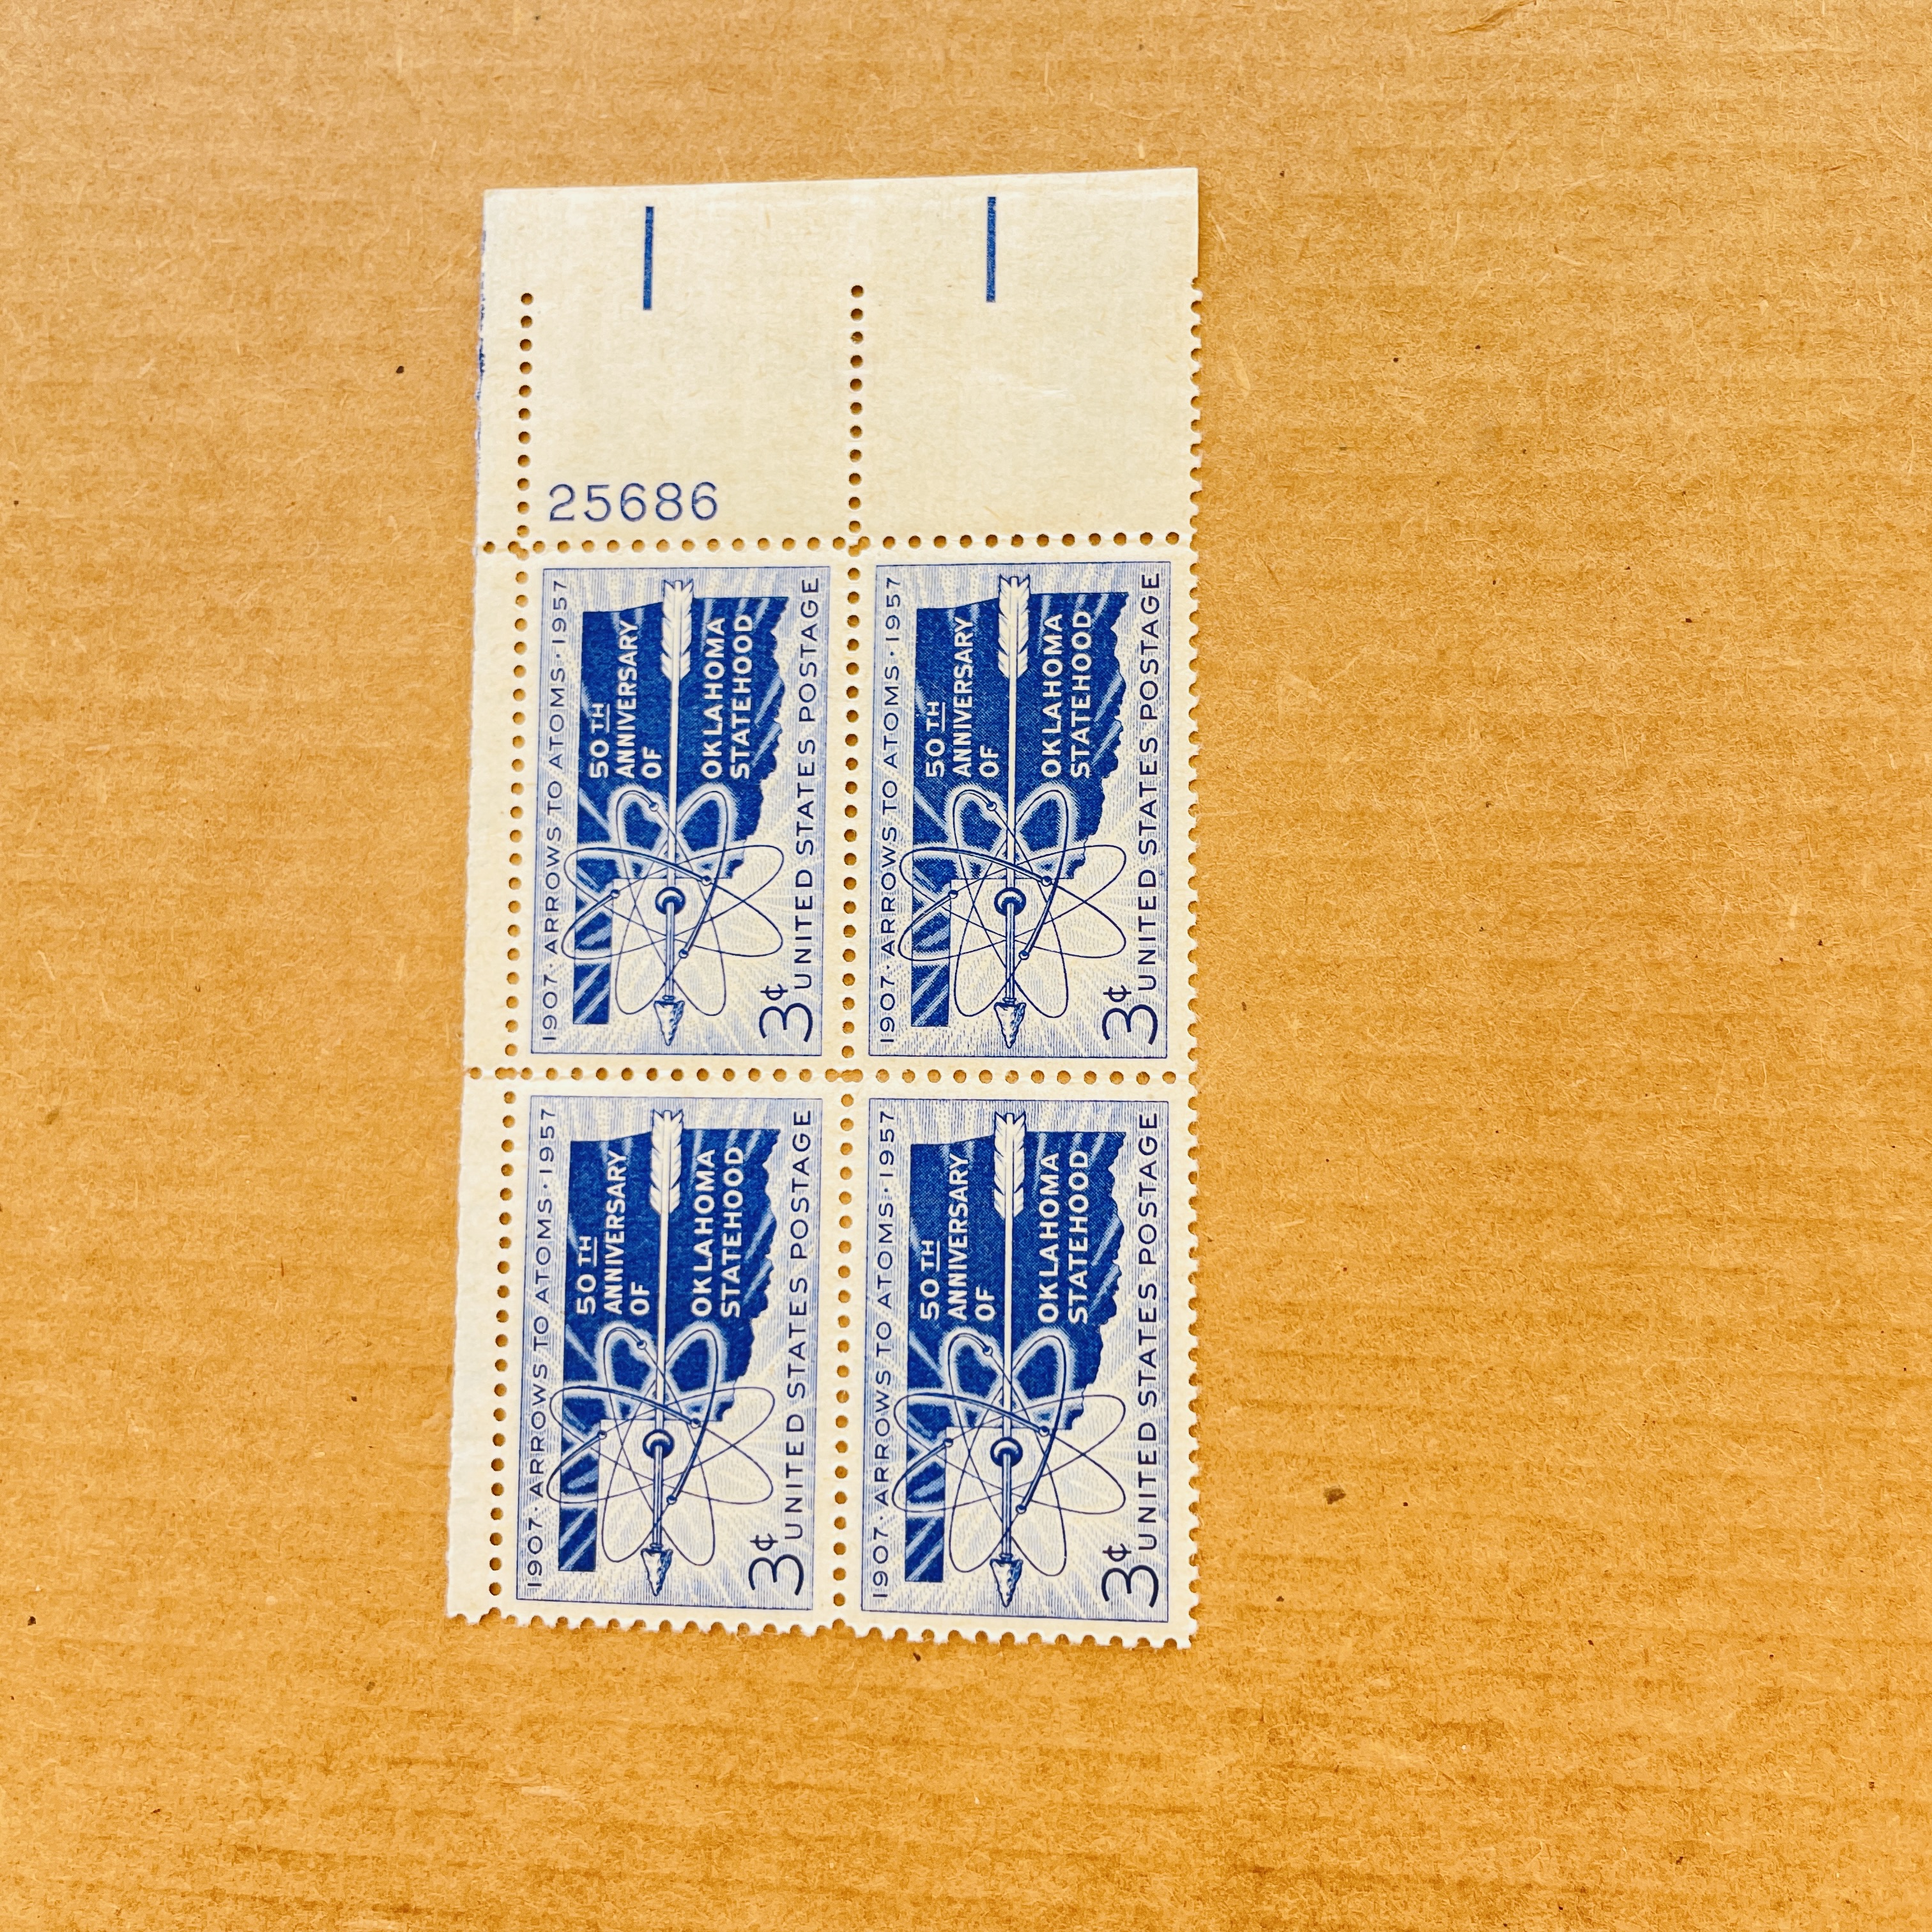 25686
1907·ARROWS TO ATOMS·1957
50TH
ANNIVERSARY
OF
OKLAHOMA
STATEHOOD
3¢ UNITED STATES POSTAGE
1907·ARROWS TO ATOMS·1957
50TH
ANNIVERSARY
OF
OKLAHOMA
STATEHOOD
3¢ UNITED STATES POSTAGE
1907·ARROWS TO ATOMS·1957
50TH
ANNIVERSARY
OF
OKLAHOMA
STATEHOOD
3¢ UNITED STATES POSTAGE
1907·ARROWS TO ATOMS·1957
50TH
ANNIVERSARY
OF
OKLAHOMA
STATEHOOD
3¢ UNITED STATES POSTAGE